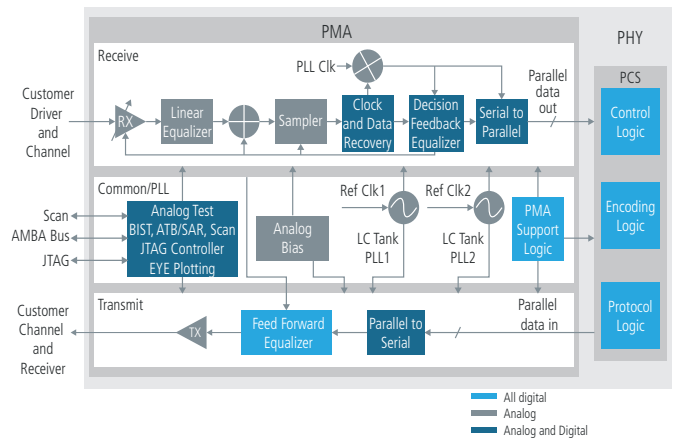 PMA
PHY
Receive
PLL Clk
Parallel
data
out
PCS
Customer
Driver
and
Channel
RX
Linear
Equalizer
Sampler
Clock
and Data
Recovery
Decision
Feedback
Equalizer
Serial to
Parallel
Control
Logic
Common/PLL
Scan
AMBA Bus
JTAG
Analog Test
BIST, ATB/SAR, Scan
JTAG Controller
EYE Plotting
Analog
Bias
Ref Clk1
LC Tank
PLL1
Ref Clk2
LC Tank
PLL2
PMA
Support
Logic
Encoding
Logic
Transmit
Customer
Channel
and
Receiver
TX
Feed Forward
Equalizer
Parallel to
Serial
Parallel
data in
Protocol
Logic
All digital
Analog
Analog and Digital